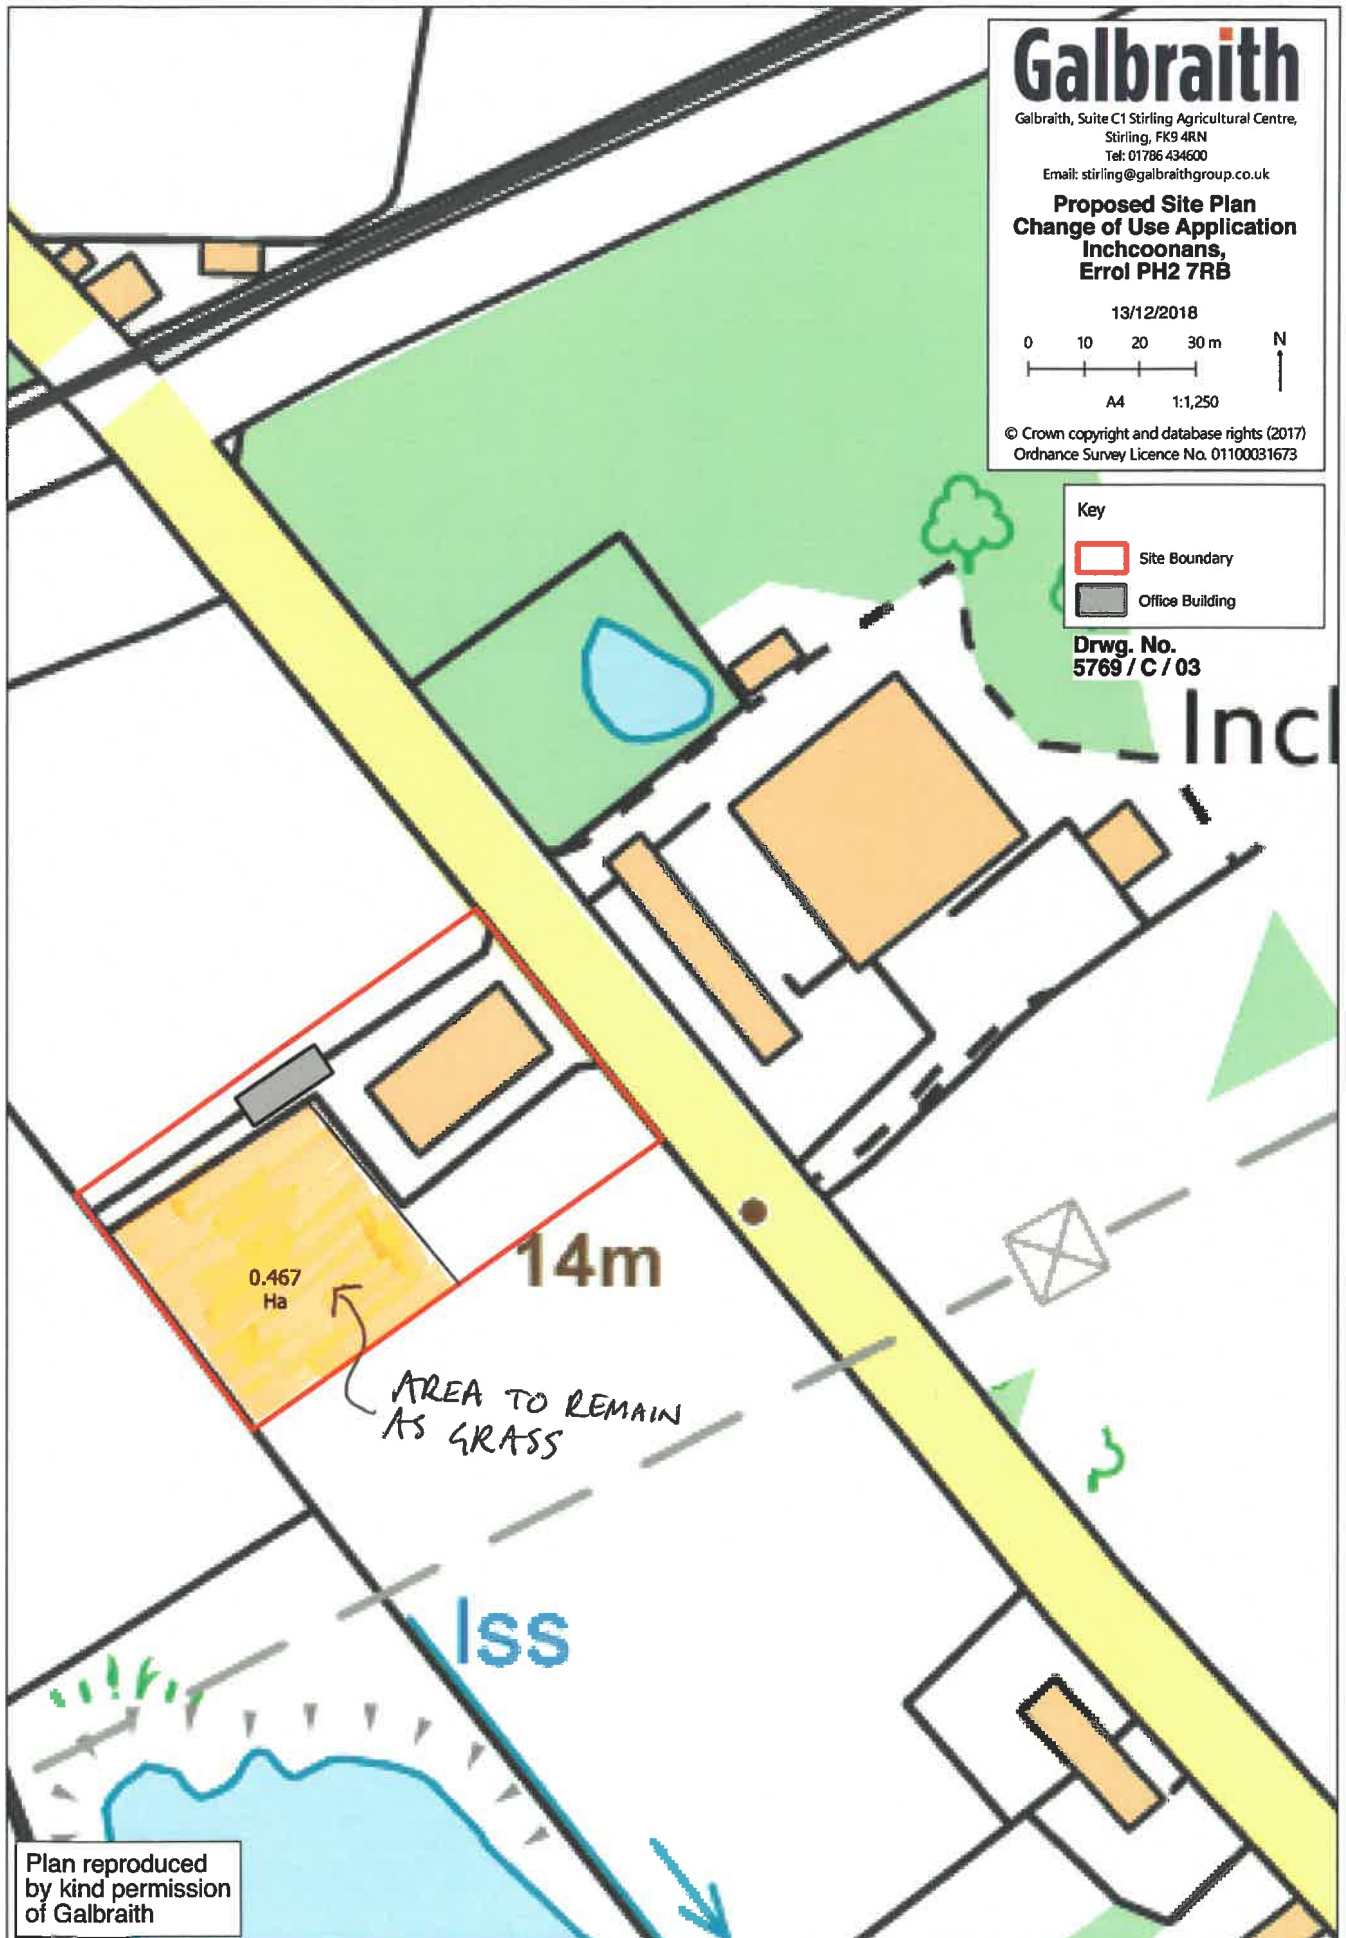 Galbraith
Galbraith, Suite C1 Stirling Agricultural Centre,
Stirling, FK9 4RN
Tel: 01786 434600
Email: stirling@galbraithgroup.co.uk
Proposed Site Plan
Change of Use Application
Inchcoonans,
Errol PH2 7RB
13/12/2018
0 10 20 30 m N
A4 1:1,250
© Crown copyright and database rights (2017)
Ordnance Survey Licence No. 01100031673
Key
Site Boundary
Office Building
Drwg. No.
5769 / C / 03
Incl
14m
0.467
Ha
AREA TO REMAIN
AS GRASS
Iss
Plan reproduced
by kind permission
of Galbraith